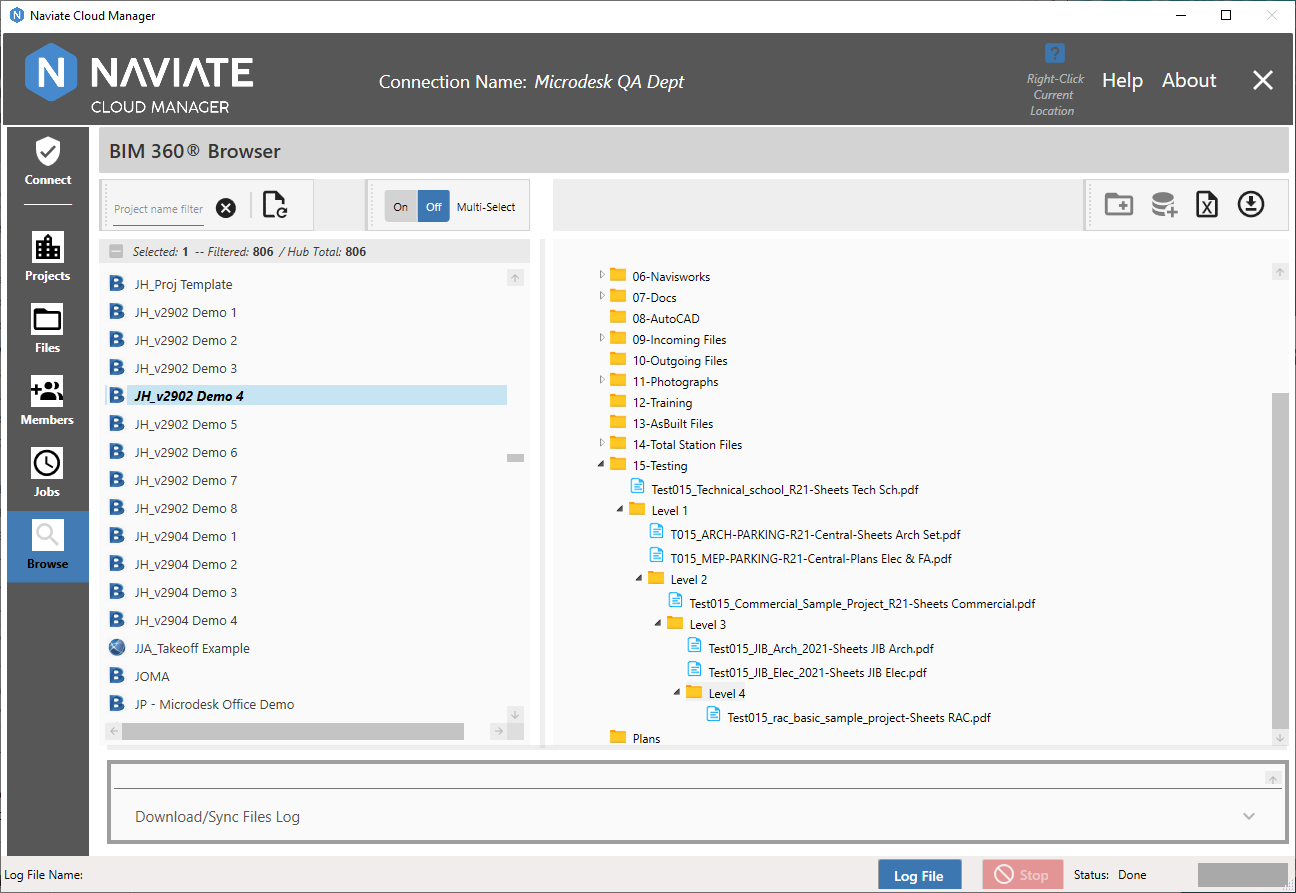 Naviate Cloud Manager
NAVIATE
CLOUD MANAGER
Connection Name: Microdesk QA Dept
?
Right-Click
Current
Location
Help
About
Connect
Projects
Files
Members
Jobs
Browse
BIM 360® Browser
Project name filter
On
Off
Multi-Select
Selected: 1 -- Filtered: 806 / Hub Total: 806
B JH_Proj Template
B JH_v2902 Demo 1
B JH_v2902 Demo 2
B JH_v2902 Demo 3
B JH_v2902 Demo 4
B JH_v2902 Demo 5
B JH_v2902 Demo 6
B JH_v2902 Demo 7
B JH_v2902 Demo 8
B JH_v2904 Demo 1
B JH_v2904 Demo 2
B JH_v2904 Demo 3
B JH_v2904 Demo 4
JJA_Takeoff Example
B JOMA
B JP - Microdesk Office Demo
06-Navisworks
07-Docs
08-AutoCAD
09-Incoming Files
10-Outgoing Files
11-Photographs
12-Training
13-AsBuilt Files
14-Total Station Files
15-Testing
Test015_Technical_school_R21-Sheets Tech Sch.pdf
Level 1
T015_ARCH-PARKING-R21-Central-Sheets Arch Set.pdf
T015_MEP-PARKING-R21-Central-Plans Elec & FA.pdf
Level 2
Test015_Commercial_Sample_Project_R21-Sheets Commercial.pdf
Level 3
Test015_JIB_Arch_2021-Sheets JIB Arch.pdf
Test015_JIB_Elec_2021-Sheets JIB Elec.pdf
Level 4
Test015_rac_basic_sample_project-Sheets RAC.pdf
Plans
Download/Sync Files Log
Log File Name:
Log File
Stop
Status: Done